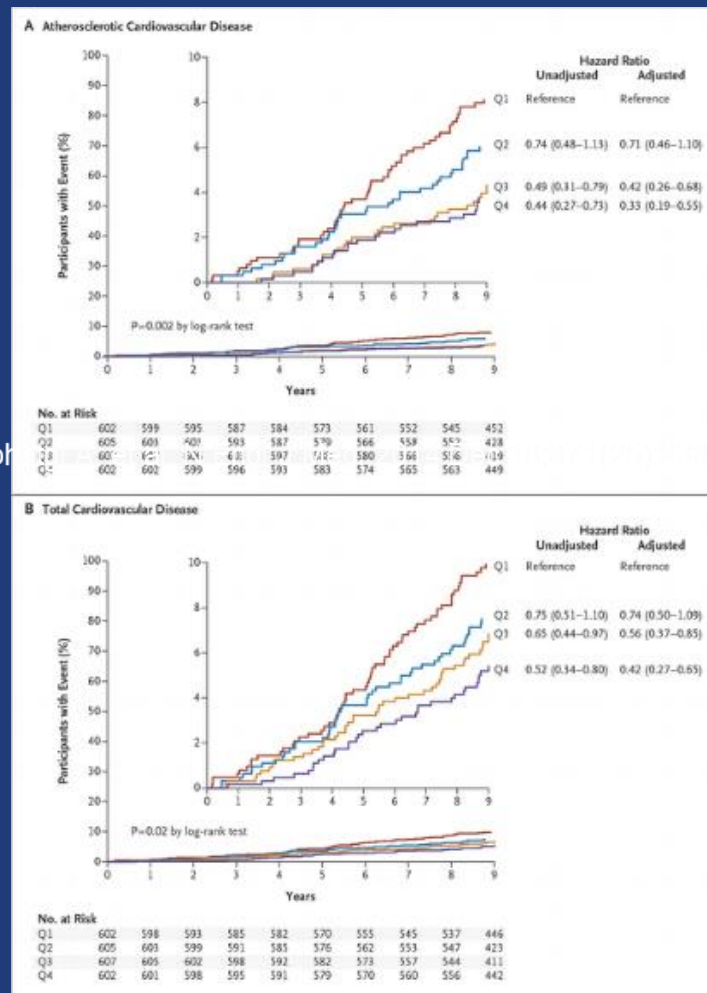 A Atherosclerotic Cardiovascular Disease
Participants with Event (%)
100
90
80
70
60
50
40
30
20
10
0
10
8
6
4
2
0
0 1 2 3 4 5 6 7 8 9
Q1
Q2
Q3
Q4
P=0.002 by log-rank test
0 1 2 3 4 5 6 7 8 9
Years
Hazard Ratio
Unadjusted Adjusted
Reference Reference
0.74 (0.48–1.13) 0.71 (0.46–1.10)
0.49 (0.31–0.79) 0.42 (0.26–0.68)
0.44 (0.27–0.73) 0.33 (0.19–0.55)
No. at Risk
Q1 602 599 595 587 584 573 561 552 545 452
Q2 605 603 593 587 566 428
597 580
602 602 599 596 593 583 574 565 563 449
B Total Cardiovascular Disease
Participants with Event (%)
100
90
80
70
60
50
40
30
20
10
0
10
8
6
4
2
0
0 1 2 3 4 5 6 7 8 9
Q1
Q2
Q3
Q4
P=0.02 by log-rank test
0 1 2 3 4 5 6 7 8 9
Years
Hazard Ratio
Unadjusted Adjusted
Reference Reference
0.75 (0.51–1.10) 0.74 (0.50–1.09)
0.65 (0.44–0.97) 0.56 (0.37–0.85)
0.52 (0.34–0.80) 0.42 (0.27–0.65)
No. at Risk
Q1 602 598 593 585 582 570 555 545 537 446
Q2 605 603 599 591 585 576 562 553 547 423
Q3 607 605 602 598 592 582 573 557 544 411
Q4 602 601 598 595 591 579 570 560 556 442